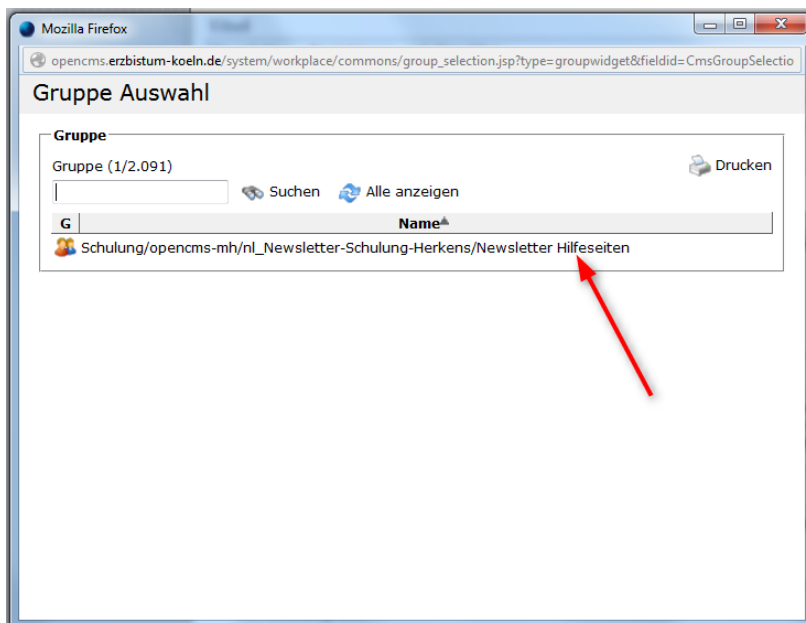 Mozilla Firefox
opencms.erzbistum-koeln.de/system/workplace/commons/group_selection.jsp?type=groupwidget&fieldid=CmsGroupSelectio
Gruppe Auswahl
Gruppe
Gruppe (1/2.091)
Drucken
Suchen Alle anzeigen
G Name
Schulung/opencms-mh/nl_Newsletter-Schulung-Herkens/Newsletter Hilfeseiten